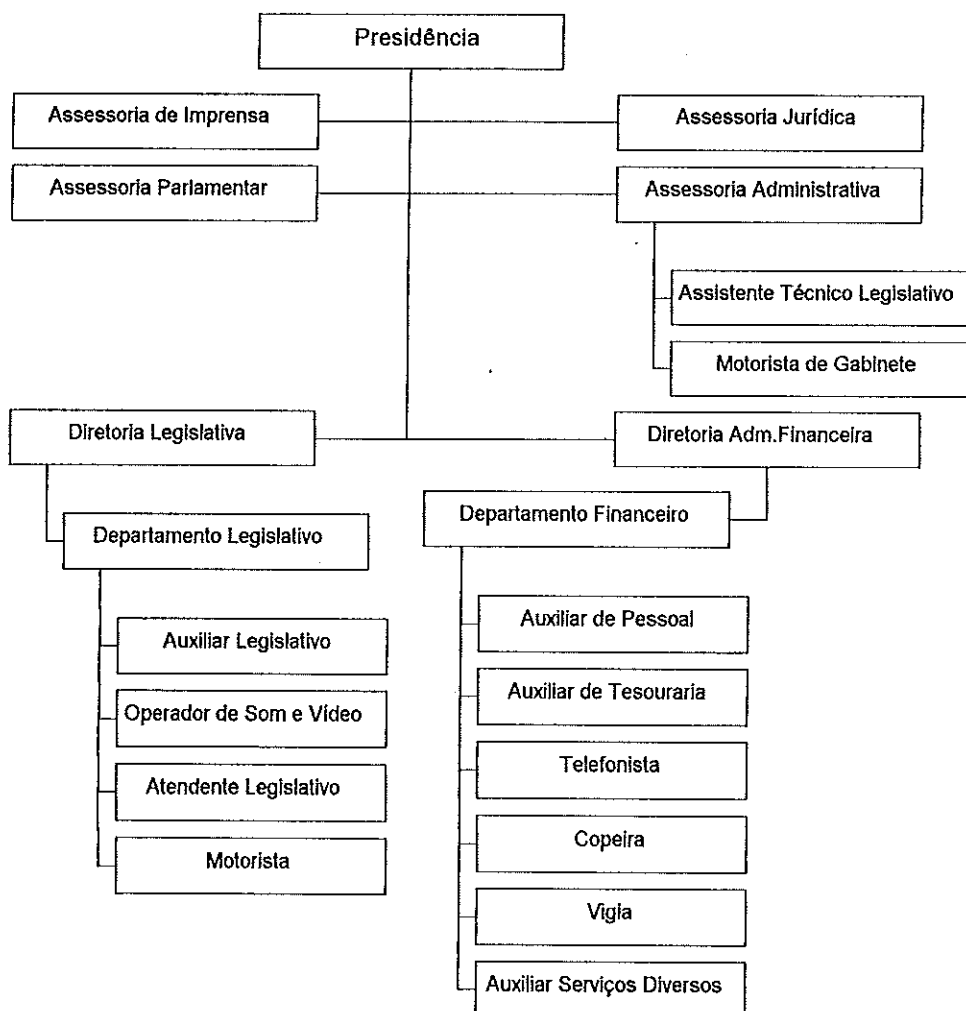 Presidência
Assessoria de Imprensa
Assessoria Jurídica
Assessoria Parlamentar
Assessoria Administrativa
Assistente Técnico Legislativo
Motorista de Gabinete
Diretoria Legislativa
Diretoria Adm.Financeira
Departamento Legislativo
Departamento Financeiro
Auxiliar Legislativo
Operador de Som e Vídeo
Atendente Legislativo
Motorista
Auxiliar de Pessoal
Auxiliar de Tesouraria
Telefonista
Copeira
Vigia
Auxiliar Serviços Diversos